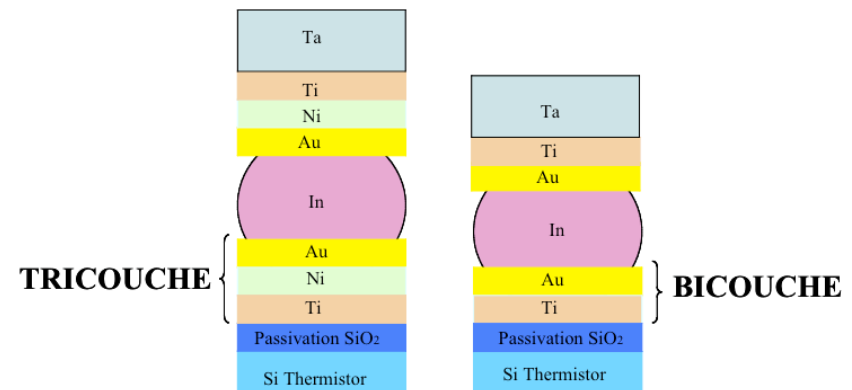 Ta
Ti
Ni
Au
In
Au
Ni
Ti
Passivation SiO₂
Si Thermistor
TRICOUCHE
Ta
Ti
Au
In
Au
Ti
Passivation SiO₂
Si Thermistor
BICOUCHE